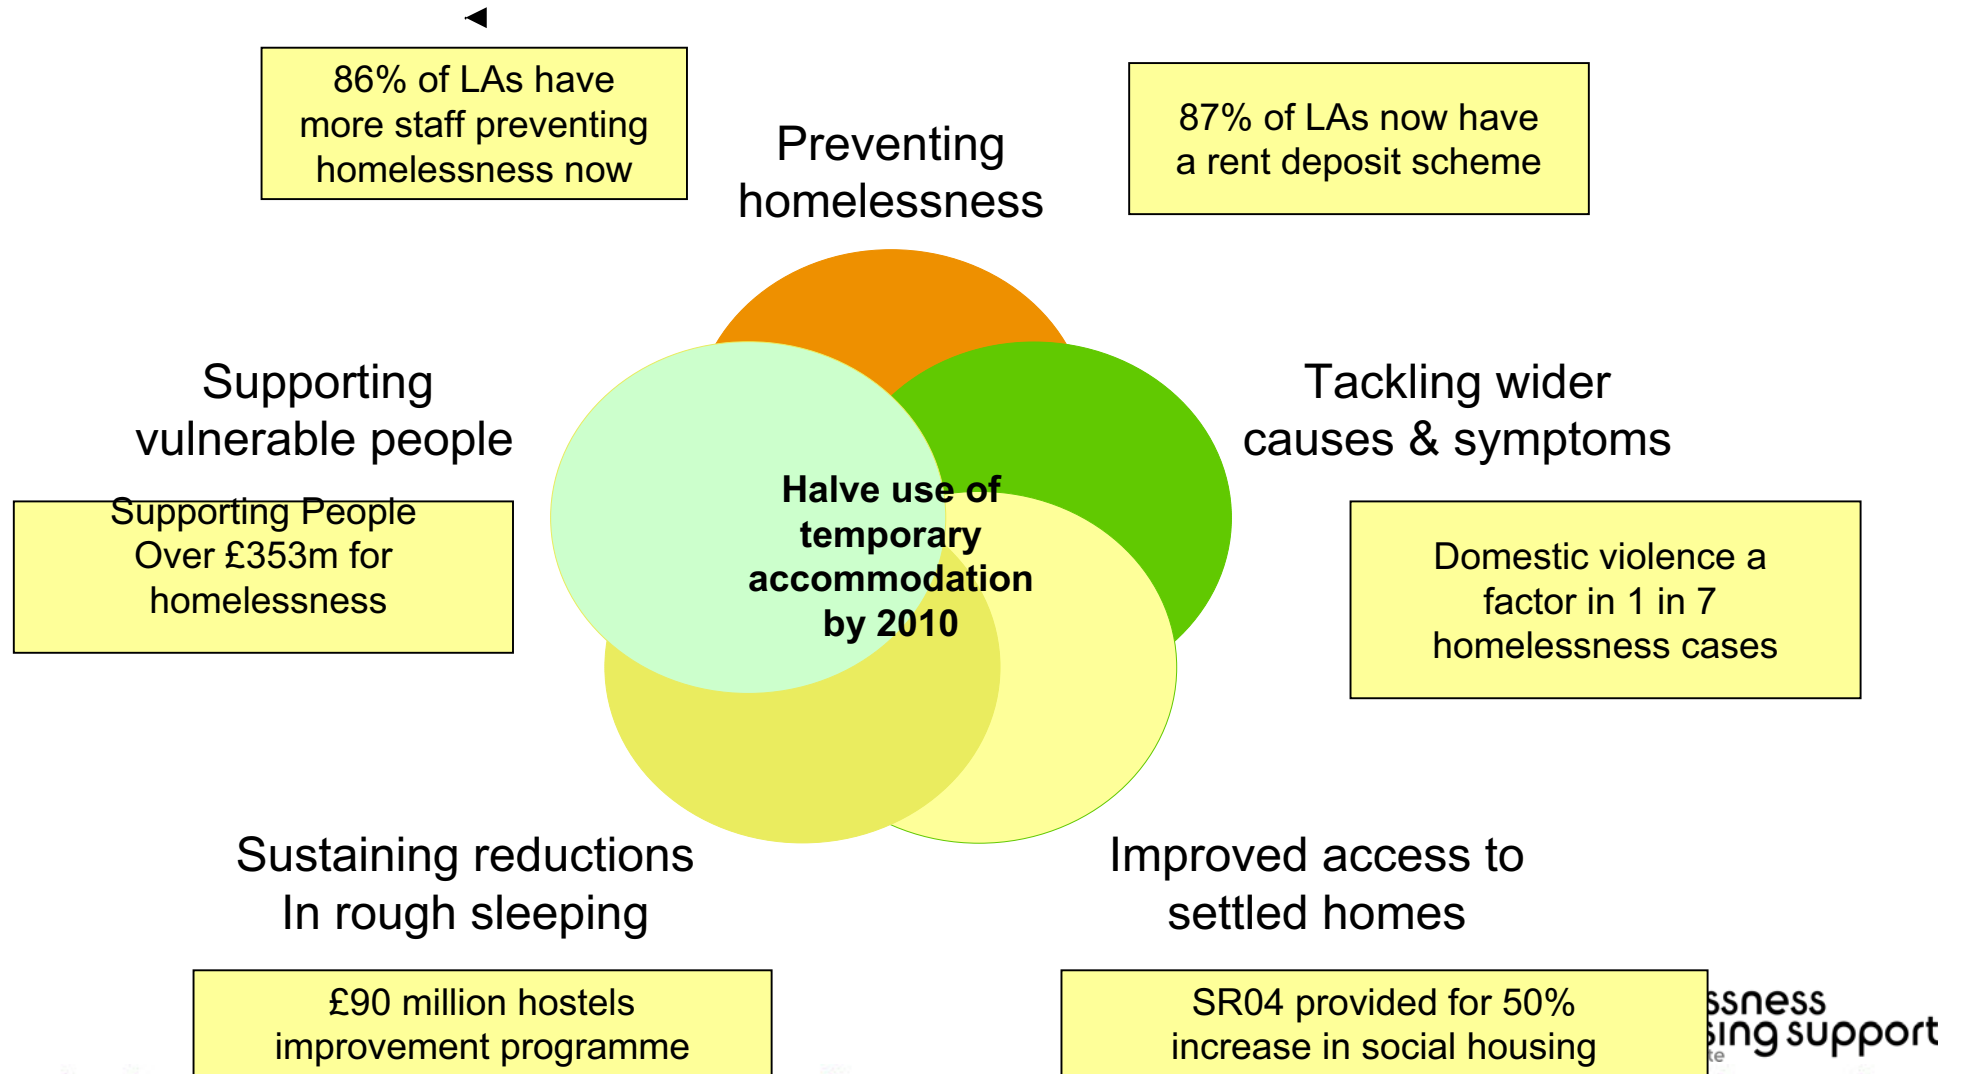 86% of LAs have
more staff preventing
homelessness now
87% of LAs now have
a rent deposit scheme
Preventing
homelessness
Supporting
vulnerable people
Tackling wider
causes & symptoms
Supporting People
Over £353m for
homelessness
Halve use of
temporary
accommodation
by 2010
Domestic violence a
factor in 1 in 7
homelessness cases
Sustaining reductions
In rough sleeping
Improved access to
settled homes
£90 million hostels
improvement programme
SR04 provided for 50%
increase in social housing
support